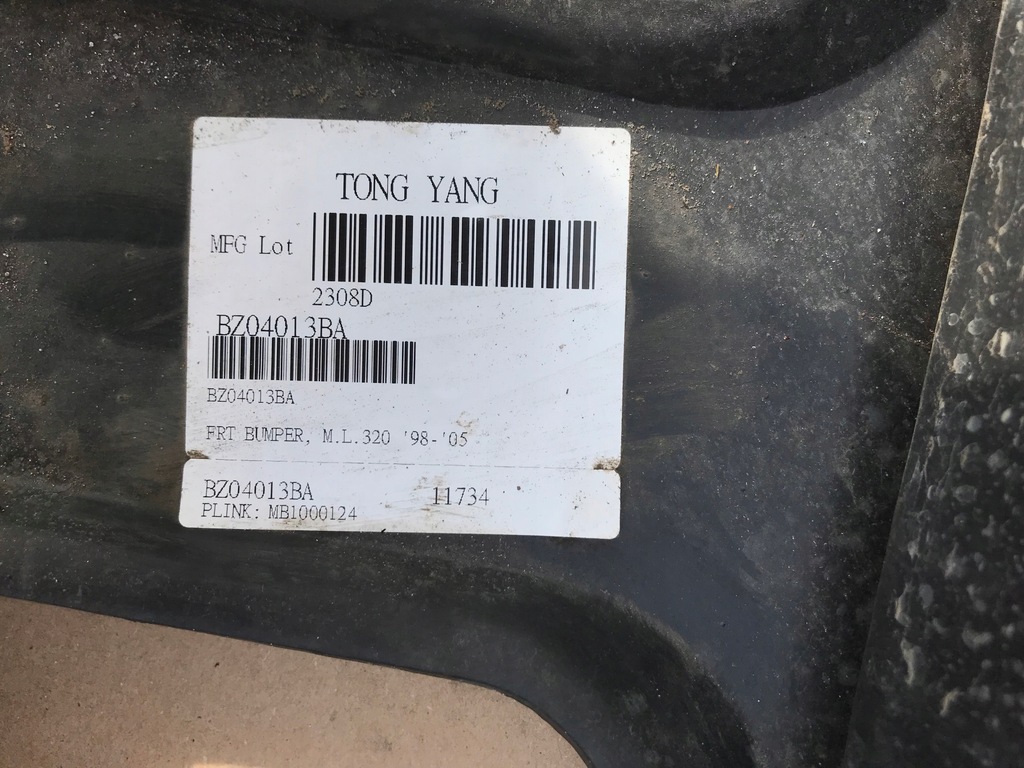 TONG YANG
MFG Lot
2308D
BZ04013BA
BZ04013BA
FRT BUMPER, M.L.320 '98-'05
BZ04013BA 11734
PLINK: MB1000124